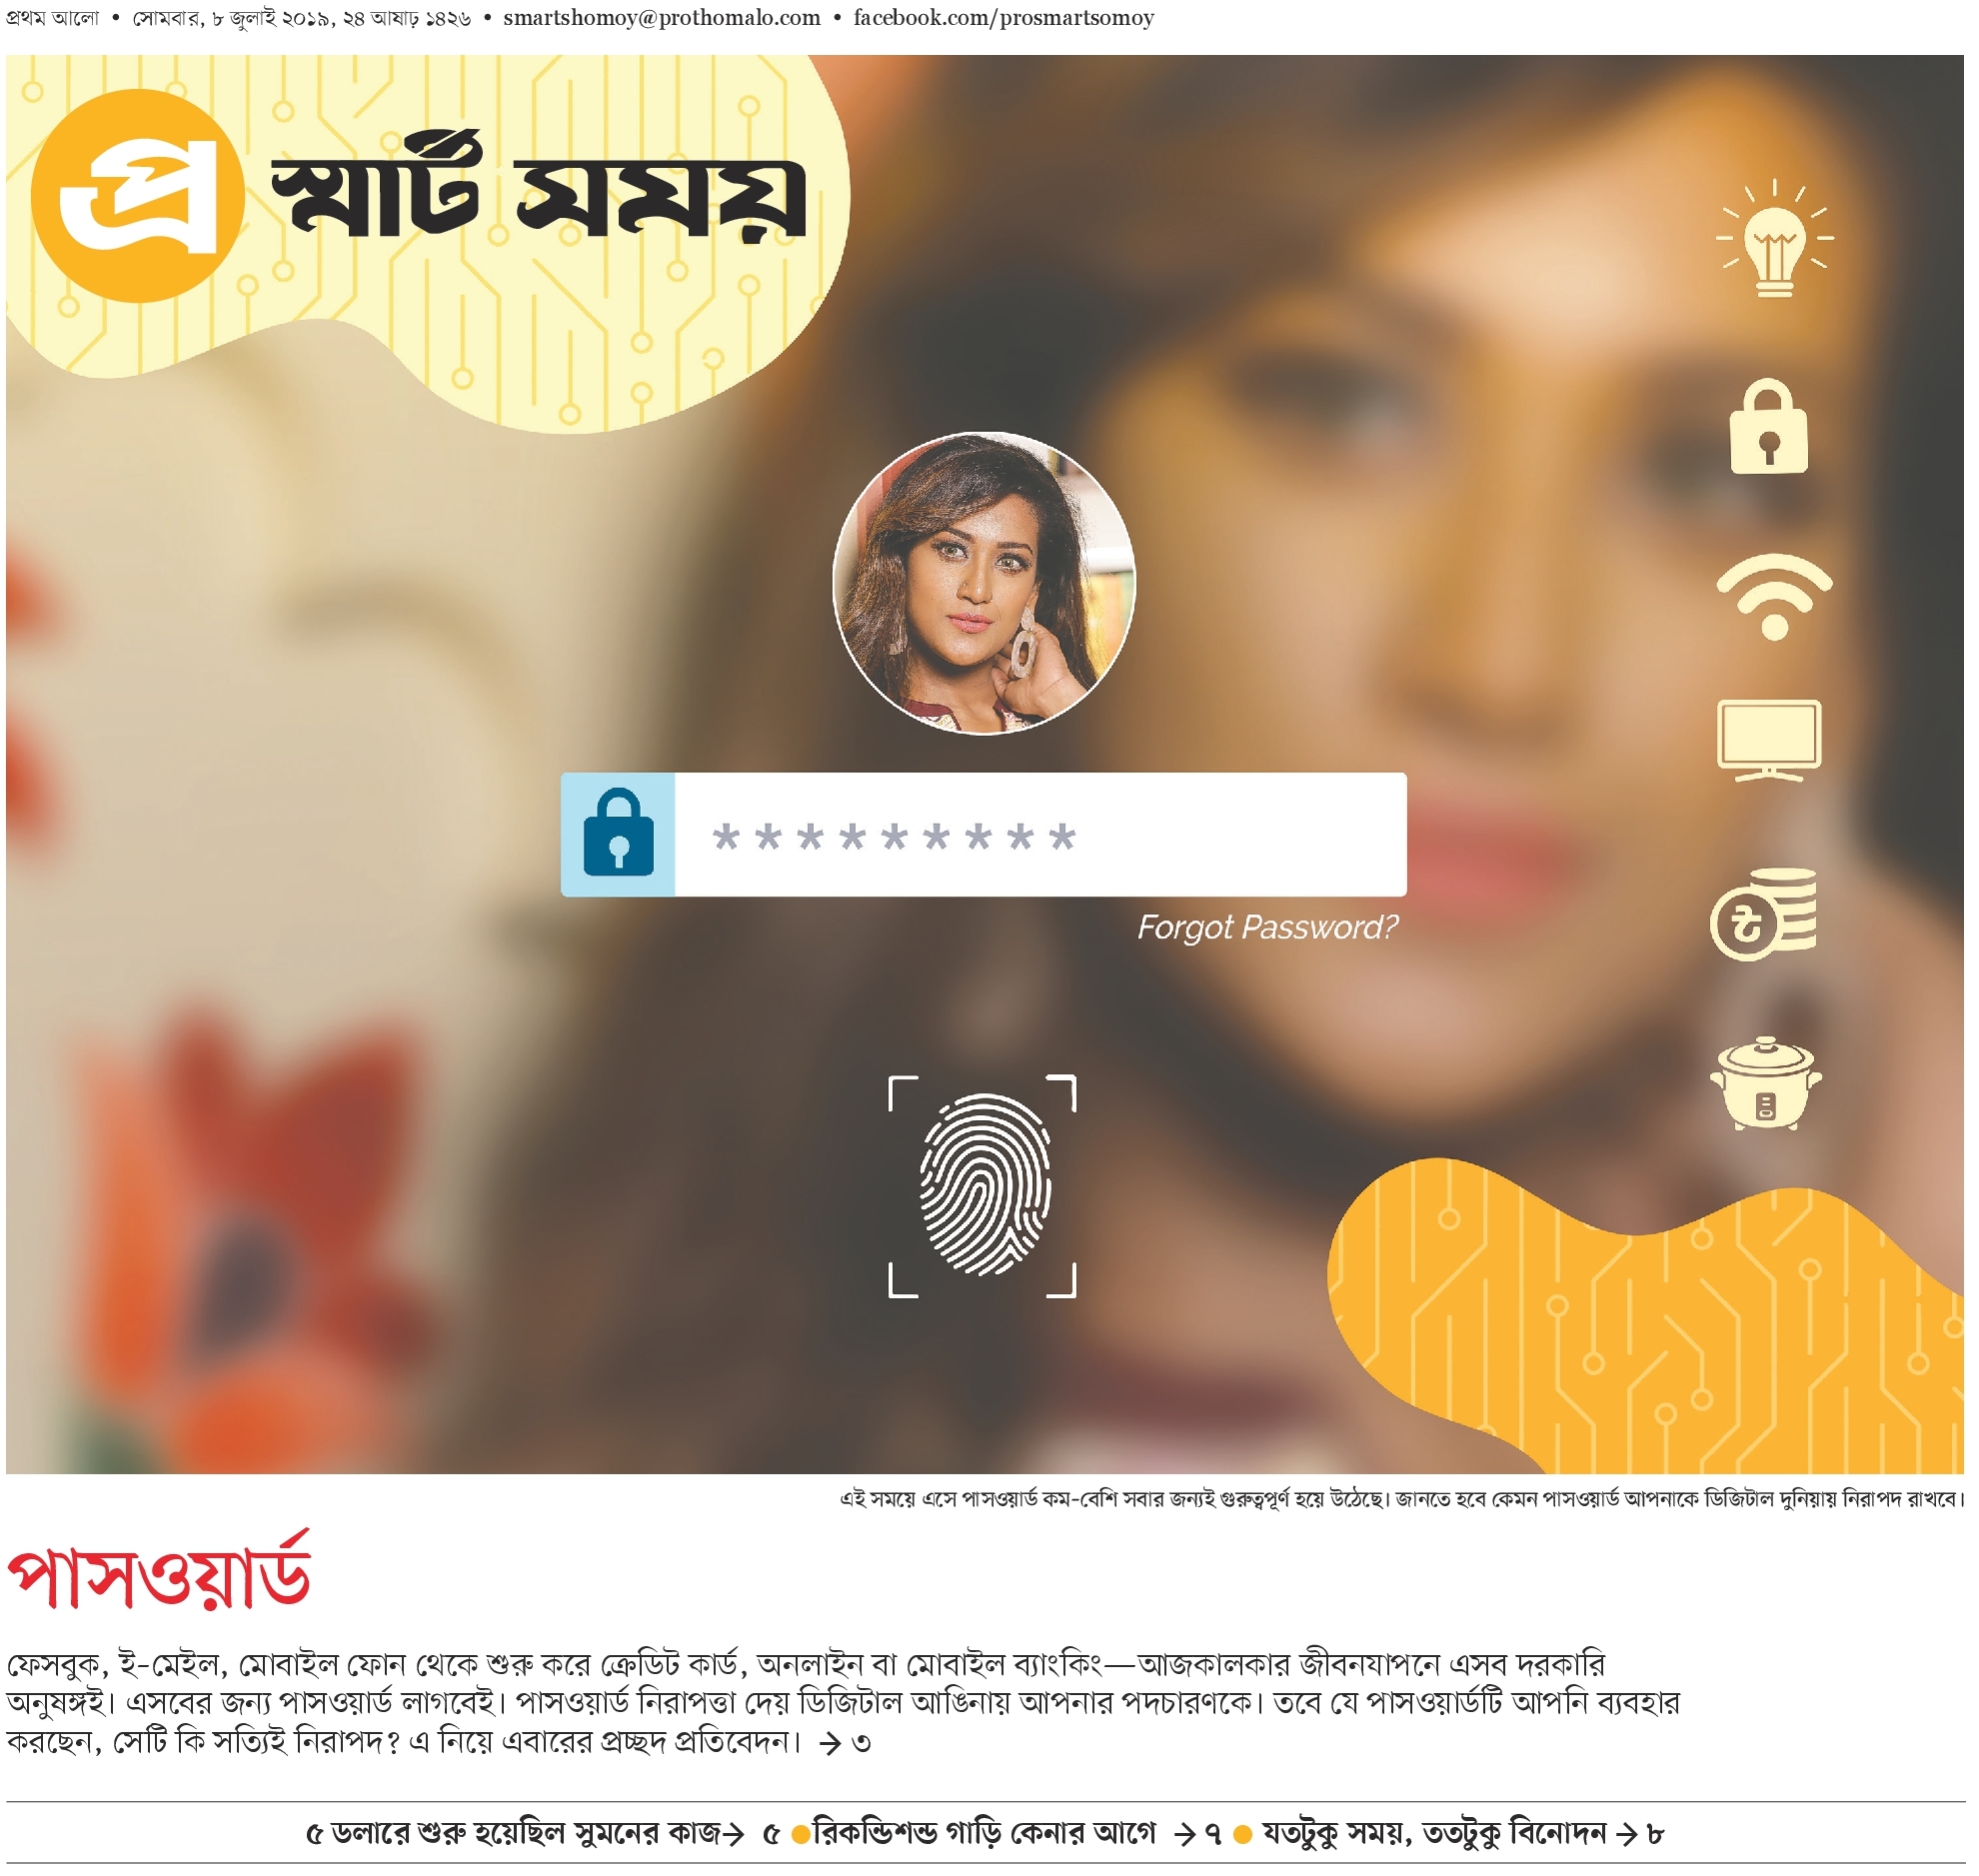 প্রথম আলো • সোমবার, ৮ জুলাই ২০১৯, ২৪ আষাঢ় ১৪২৬ • smartshomoy@prothomalo.com • facebook.com/prosmartsomoy
প্র স্মার্ট সময়
* * * * * * * * *
Forgot Password?
৳
এই সময়ে এসে পাসওয়ার্ড কম-বেশি সবার জন্যই গুরুত্বপূর্ণ হয়ে উঠেছে। জানতে হবে কেমন পাসওয়ার্ড আপনাকে ডিজিটাল দুনিয়ায় নিরাপদ রাখবে।
পাসওয়ার্ড
ফেসবুক, ই-মেইল, মোবাইল ফোন থেকে শুরু করে ক্রেডিট কার্ড, অনলাইন বা মোবাইল ব্যাংকিং—আজকালকার জীবনযাপনে এসব দরকারি
অনুষঙ্গই। এসবের জন্য পাসওয়ার্ড লাগবেই। পাসওয়ার্ড নিরাপত্তা দেয় ডিজিটাল আঙিনায় আপনার পদচারণকে। তবে যে পাসওয়ার্ডটি আপনি ব্যবহার
করছেন, সেটি কি সত্যিই নিরাপদ? এ নিয়ে এবারের প্রচ্ছদ প্রতিবেদন। → ৩
৫ ডলারে শুরু হয়েছিল সুমনের কাজ→ ৫ ● রিকন্ডিশন্ড গাড়ি কেনার আগে → ৭ ● যতটুকু সময়, ততটুকু বিনোদন → ৮